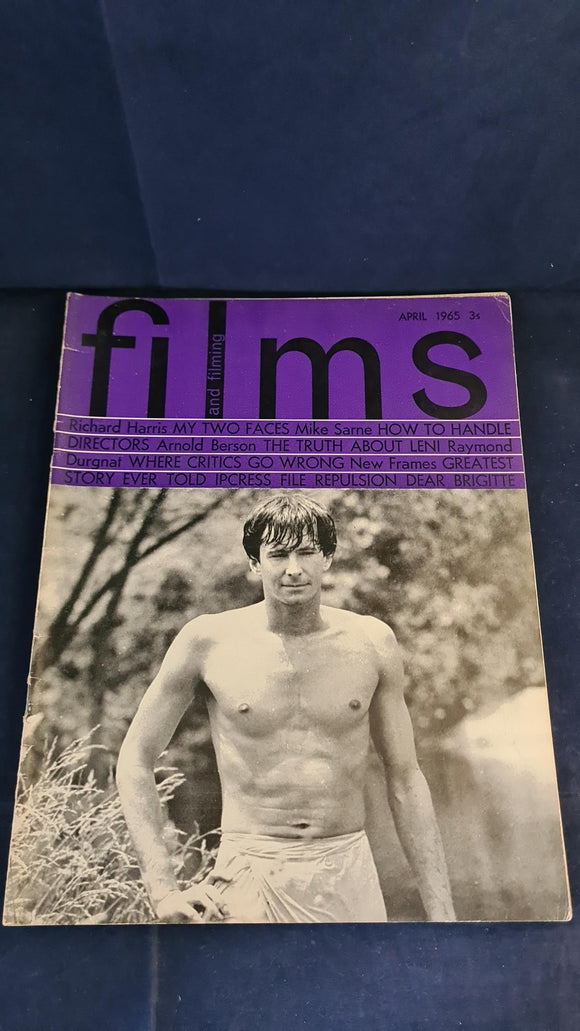 films
and filming
APRIL 1965 3s
Richard Harris MY TWO FACES Mike Sarne HOW TO HANDLE
DIRECTORS Arnold Berson THE TRUTH ABOUT LENI Raymond
Durgnat WHERE CRITICS GO WRONG New Frames GREATEST
STORY EVER TOLD IPCRESS FILE REPULSION DEAR BRIGITTE